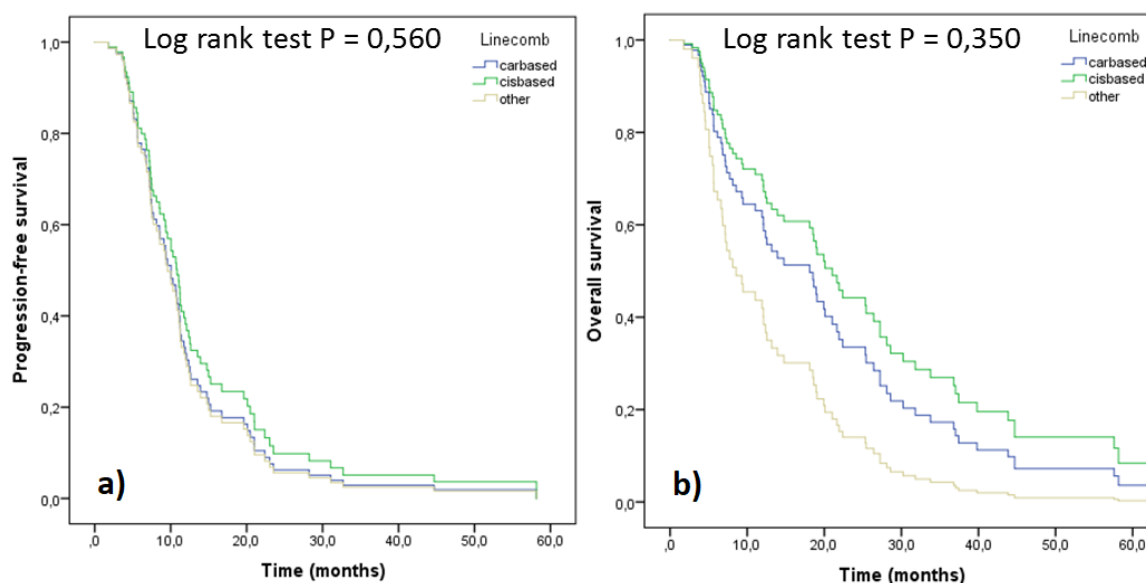 Log rank test P = 0,560
Linecomb
carbased
cisbased
other
Progression-free survival
1,0
0,8
0,6
0,4
0,2
0,0
a)
,0
10,0
20,0
30,0
40,0
50,0
60,0
Time (months)
Log rank test P = 0,350
Linecomb
carbased
cisbased
other
Overall survival
1,0
0,8
0,6
0,4
0,2
0,0
b)
,0
10,0
20,0
30,0
40,0
50,0
60,0
Time (months)